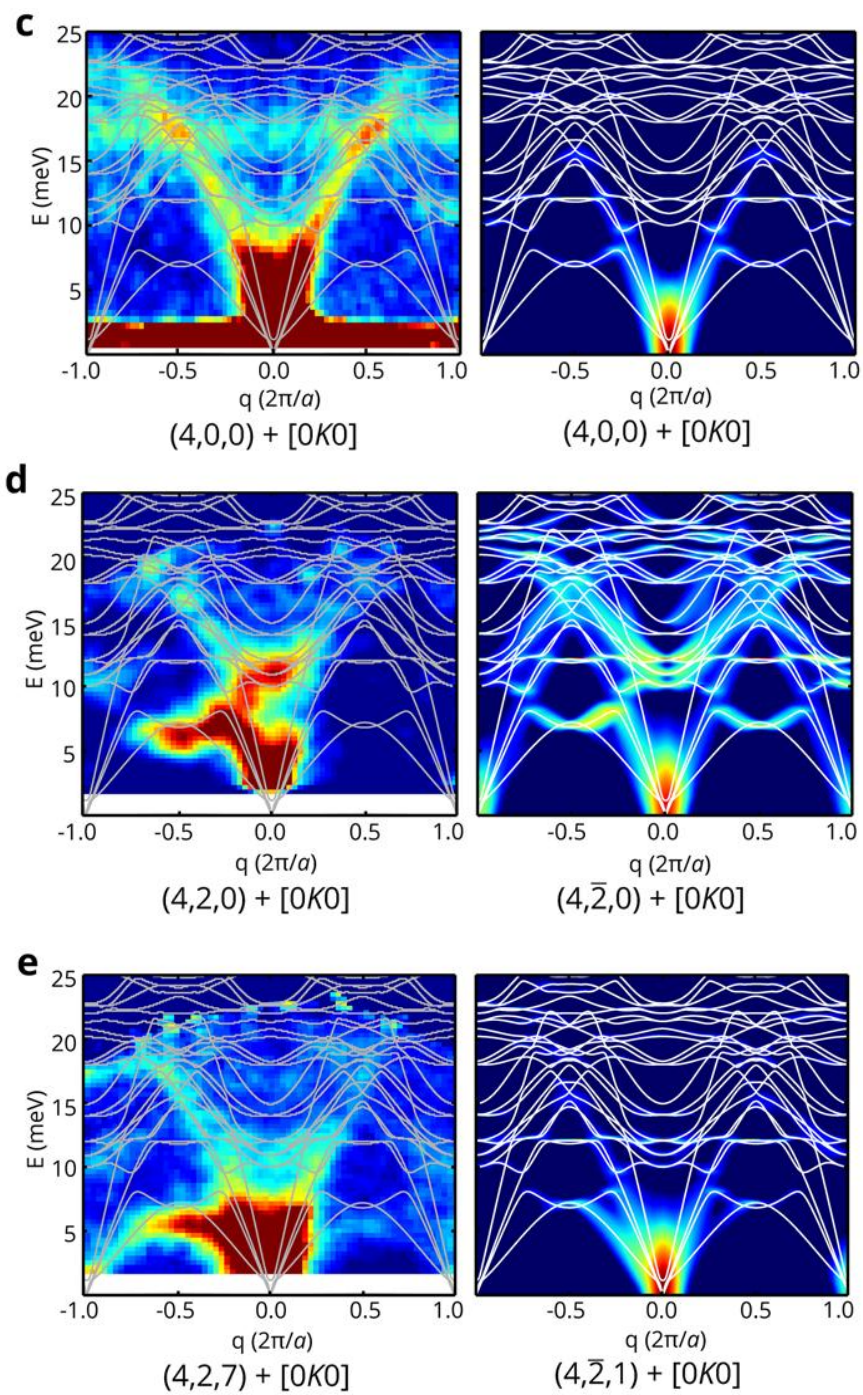 c
25
20
15
10
5
E (meV)
-1.0 -0.5 0.0 0.5 1.0
-0.5 0.0 0.5 1.0
q (2π/a) q (2π/a)
(4,0,0) + [0K0] (4,0,0) + [0K0]
d
25
20
15
10
5
E (meV)
-1.0 -0.5 0.0 0.5 1.0
-0.5 0.0 0.5 1.0
q (2π/a) q (2π/a)
(4,2,0) + [0K0] (4,2̅,0) + [0K0]
e
25
20
15
10
5
E (meV)
-1.0 -0.5 0.0 0.5 1.0
-0.5 0.0 0.5 1.0
q (2π/a) q (2π/a)
(4,2,7) + [0K0] (4,2̅,1) + [0K0]